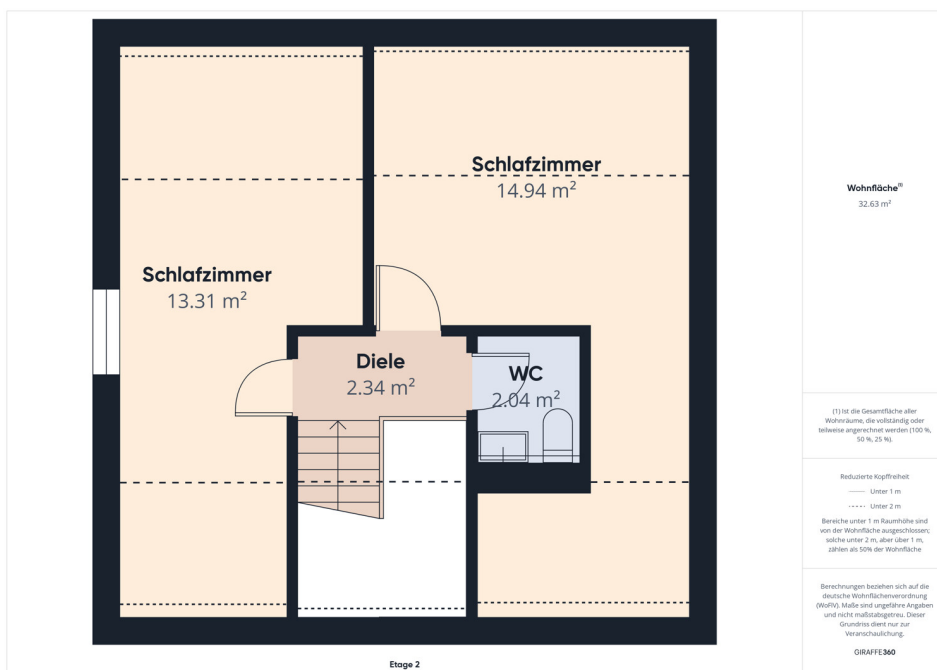 Schlafzimmer
14.94 m²
Schlafzimmer
13.31 m²
Diele
2.34 m²
WC
2.04 m²
Etage 2
Wohnfläche⁽¹⁾
32.63 m²
(1) Ist die Gesamtfläche aller
Wohnräume, die vollständig oder
teilweise angerechnet werden (100 %,
50 %, 25 %).
Reduzierte Kopffreiheit
Unter 1 m
Unter 2 m
Bereiche unter 1 m Raumhöhe sind
von der Wohnfläche ausgeschlossen;
solche unter 2 m, aber über 1 m,
zählen als 50% der Wohnfläche
Berechnungen beziehen sich auf die
deutsche Wohnflächenverordnung
(WoFlV). Maße sind ungefähre Angaben
und nicht maßstabsgetreu. Dieser
Grundriss dient nur zur
Veranschaulichung.
GIRAFFE360